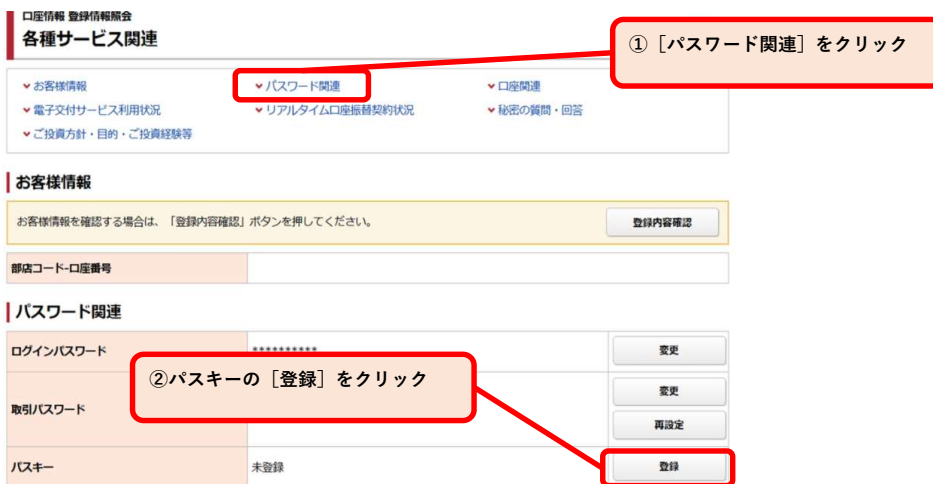 口座情報 登録情報照会
各種サービス関連
①［パスワード関連］をクリック
お客様情報
パスワード関連
口座関連
電子交付サービス利用状況
リアルタイム口座振替契約状況
秘密の質問・回答
ご投資方針・目的・ご投資経験等
お客様情報
お客様情報を確認する場合は、「登録内容確認」ボタンを押してください。
登録内容確認
部店コード-口座番号
パスワード関連
ログインパスワード
**********
変更
②パスキーの［登録］をクリック
取引パスワード
変更
再設定
パスキー
未登録
登録